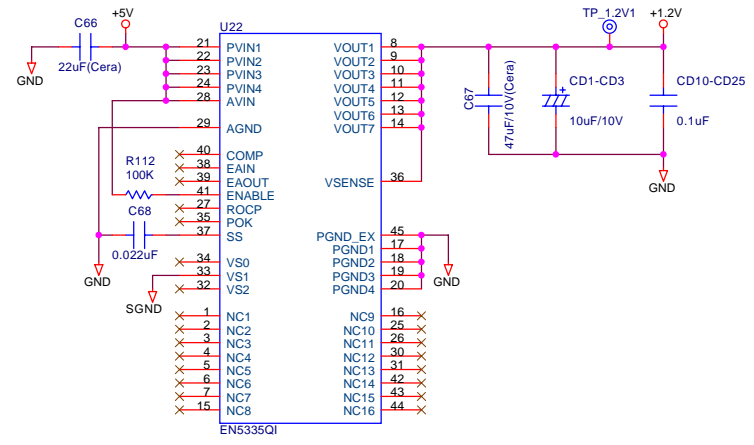 C66
+5V
22uF(Cera)
GND
U22
21 PVIN1
22 PVIN2
23 PVIN3
24 PVIN4
28 AVIN
29 AGND
40 COMP
38 EAIN
39 EAOUT
41 ENABLE
27 ROCP
35 POK
37 SS
34 VS0
33 VS1
32 VS2
1 NC1
2 NC2
3 NC3
4 NC4
5 NC5
6 NC6
7 NC7
15 NC8
VOUT1 8
VOUT2 9
VOUT3 10
VOUT4 11
VOUT5 12
VOUT6 13
VOUT7 14
VSENSE 36
PGND_EX 45
PGND1 17
PGND2 18
PGND3 19
PGND4 20
NC9 16
NC10 25
NC11 26
NC12 30
NC13 31
NC14 42
NC15 43
NC16 44
EN5335QI
R112
100K
C68
0.022uF
GND
SGND
GND
TP_1.2V1
+1.2V
C67
47uF/10V(Cera)
CD1-CD3
10uF/10V
CD10-CD25
0.1uF
GND